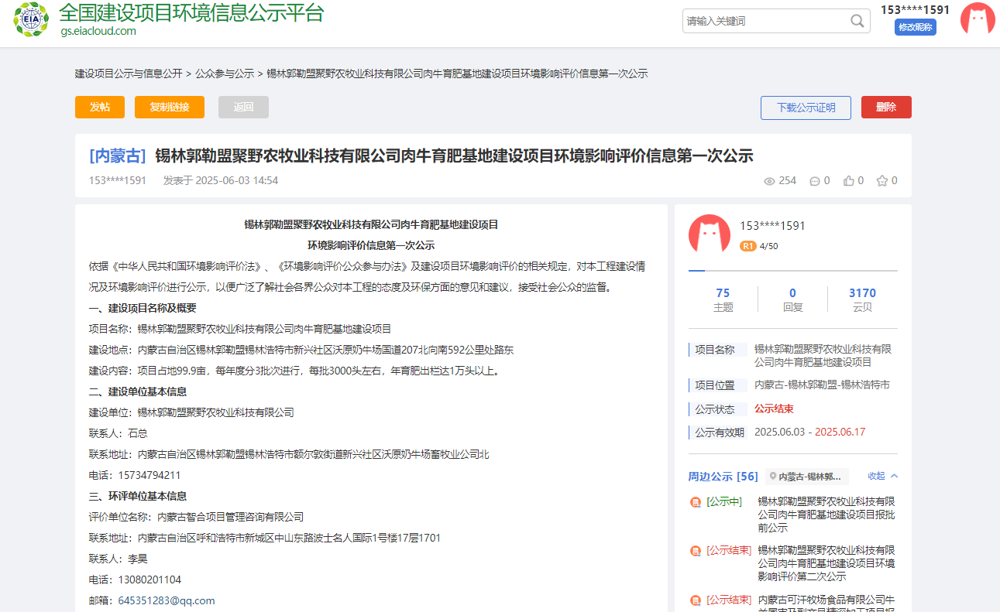 EIA
全国建设项目环境信息公示平台
gs.eiacloud.com
请输入关键词
153****1591
修改昵称
建设项目公示与信息公开 > 公众参与公示 > 锡林郭勒盟聚野农牧业科技有限公司肉牛育肥基地建设项目环境影响评价信息第一次公示
发帖
复制链接
返回
下载公示证明
删除
[内蒙古] 锡林郭勒盟聚野农牧业科技有限公司肉牛育肥基地建设项目环境影响评价信息第一次公示
153****1591 发表于 2025-06-03 14:54
254 0 0 0
锡林郭勒盟聚野农牧业科技有限公司肉牛育肥基地建设项目
环境影响评价信息第一次公示
依据《中华人民共和国环境影响评价法》、《环境影响评价公众参与办法》及建设项目环境影响评价的相关规定，对本工程建设情
况及环境影响评价进行公示，以便广泛了解社会各界公众对本工程的态度及环保方面的意见和建议，接受社会公众的监督。
一、建设项目名称及概要
项目名称：锡林郭勒盟聚野农牧业科技有限公司肉牛育肥基地建设项目
建设地点：内蒙古自治区锡林郭勒盟锡林浩特市新兴社区沃原奶牛场国道207北向南592公里处路东
建设内容：项目占地99.9亩，每年度分3批次进行，每批3000头左右，年育肥出栏达1万头以上。
二、建设单位基本信息
建设单位：锡林郭勒盟聚野农牧业科技有限公司
联系人：石总
联系地址：内蒙古自治区锡林郭勒盟锡林浩特市额尔敦街道新兴社区沃原奶牛场畜牧业公司北
电话：15734794211
三、环评单位基本信息
评价单位名称：内蒙古智合项目管理咨询有限公司
联系地址：内蒙古自治区呼和浩特市新城区中山东路波士名人国际1号楼17层1701
联系人：李昊
电话：13080201104
邮箱：645351283@qq.com
153****1591
R1 4/50
75 0 3170
主题 回复 云贝
项目名称 锡林郭勒盟聚野农牧业科技有限
公司肉牛育肥基地建设项目
项目位置 内蒙古-锡林郭勒盟-锡林浩特市
公示状态 公示结束
公示有效期 2025.06.03 - 2025.06.17
周边公示 [56] 内蒙古-锡林郭... 收起
[公示中] 锡林郭勒盟聚野农牧业科技有限
公司肉牛育肥基地建设项目报批
前公示
[公示结束] 锡林郭勒盟聚野农牧业科技有限
公司肉牛育肥基地建设项目环境
影响评价第二次公示
[公示结束] 内蒙古可汗牧场食品有限公司牛